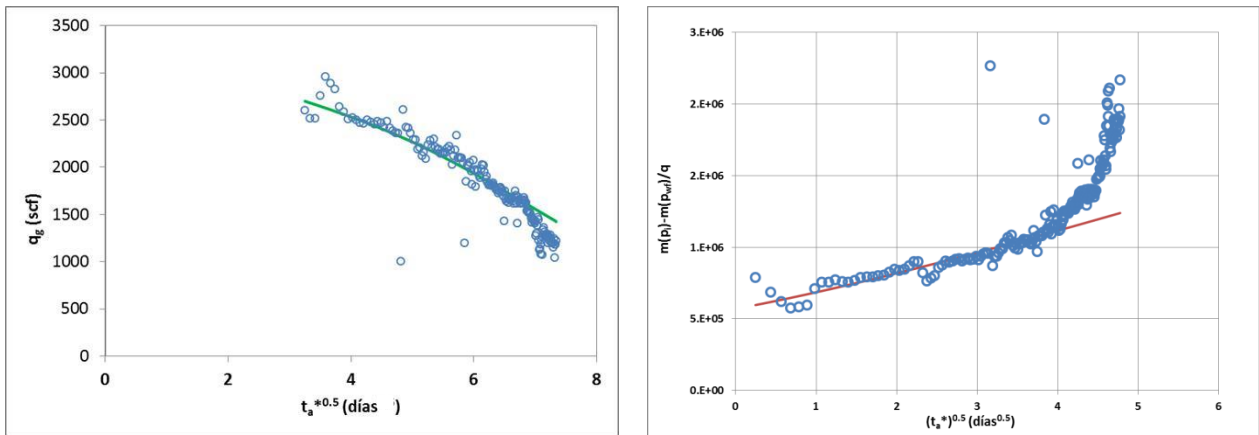 3500
3000
2500
2000
1500
1000
500
0
0 2 4 6 8
q_g (scf)
t_a*^0.5 (días )
3.E+06
2.E+06
2.E+06
1.E+06
1.E+06
5.E+05
0.E+00
0 1 2 3 4 5 6
m(p_i)-m(p_wf)/q
(t_a*)^0.5 (días^0.5)